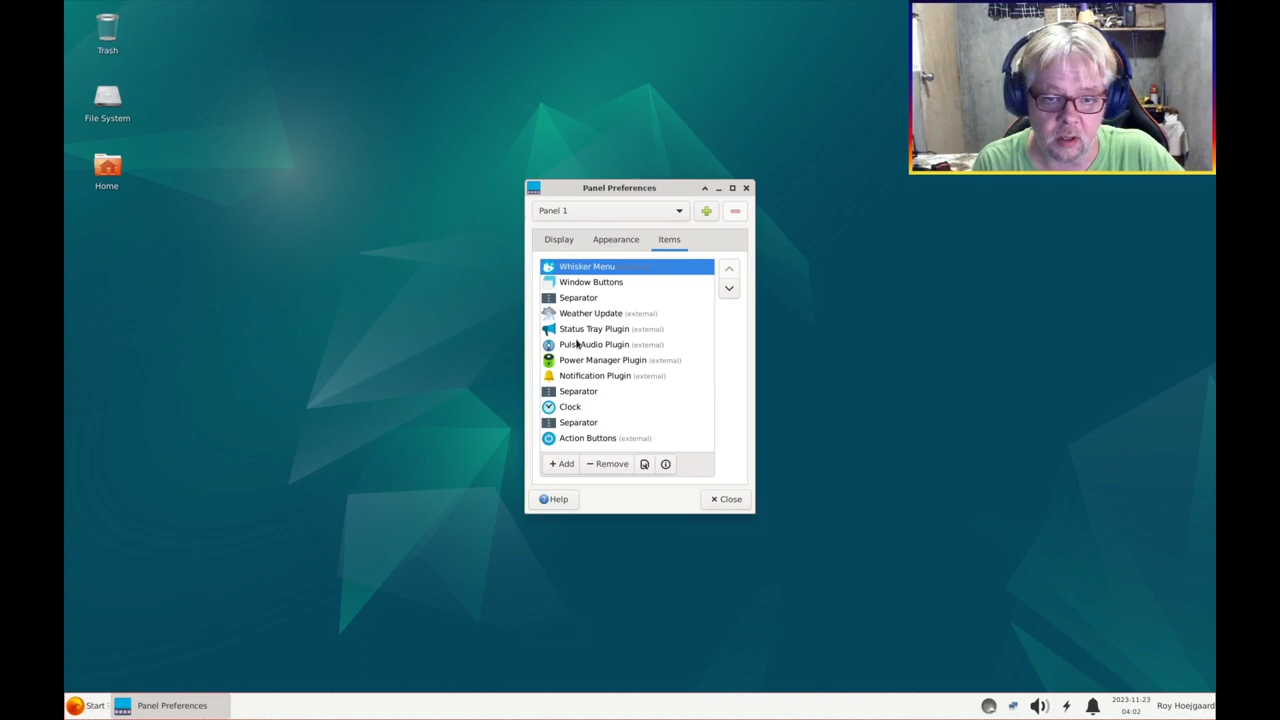 Trash
File System
Home
Panel Preferences
Panel 1
Display Appearance Items
Whisker Menu
Window Buttons
Separator
Weather Update (external)
Status Tray Plugin (external)
PulseAudio Plugin (external)
Power Manager Plugin (external)
Notification Plugin (external)
Separator
Clock
Separator
Action Buttons (external)
Add Remove
Help Close
Start Panel Preferences
2023-11-23
04:02
Roy Hoejgaard